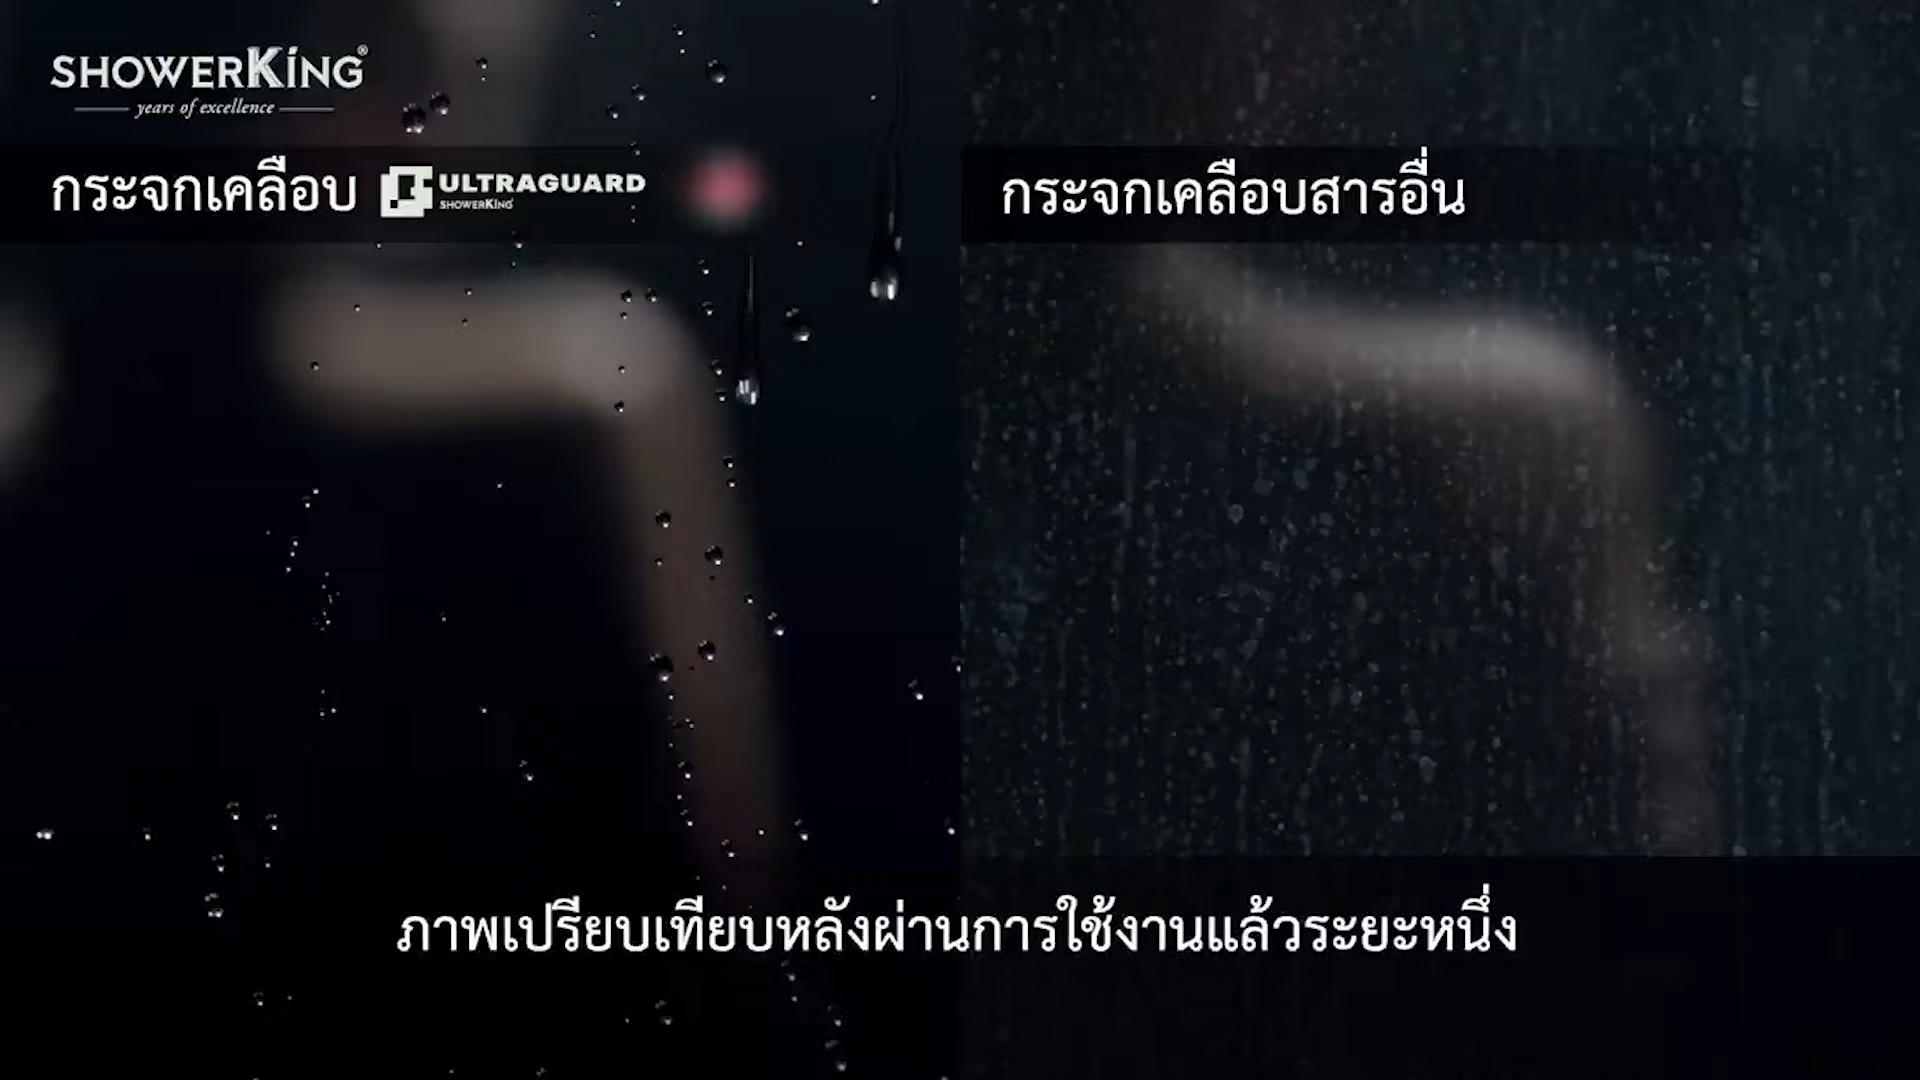 SHOWERKING®
years of excellence
กระจกเคลือบ ULTRAGUARD
SHOWERKING
กระจกเคลือบสารอื่น
ภาพเปรียบเทียบหลังผ่านการใช้งานแล้วระยะหนึ่ง